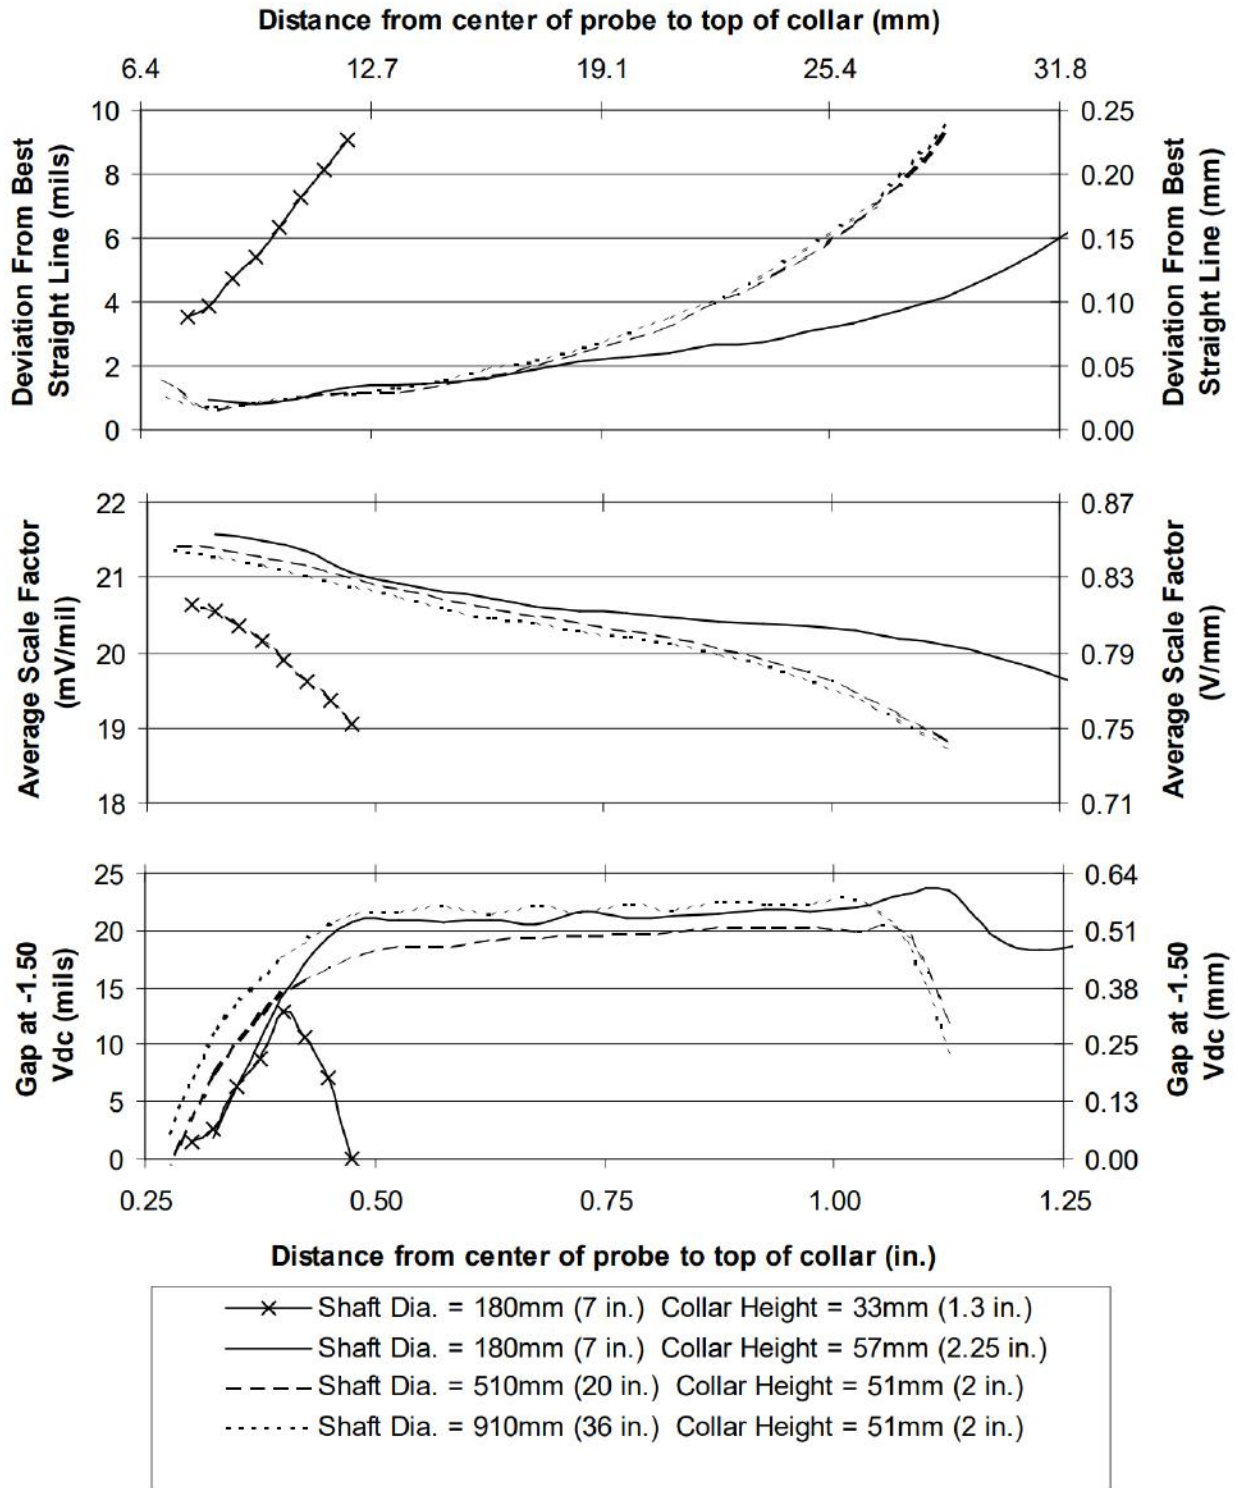 Distance from center of probe to top of collar (mm)
6.4 12.7 19.1 25.4 31.8
Deviation From Best
Straight Line (mils)
10
8
6
4
2
0
0.25
0.20
0.15
0.10
0.05
0.00
Deviation From Best
Straight Line (mm)
Average Scale Factor
(mV/mil)
22
21
20
19
18
0.87
0.83
0.79
0.75
0.71
Average Scale Factor
(V/mm)
Gap at -1.50
Vdc (mils)
25
20
15
10
5
0
0.64
0.51
0.38
0.25
0.13
0.00
Gap at -1.50
Vdc (mm)
0.25 0.50 0.75 1.00 1.25
Distance from center of probe to top of collar (in.)
Shaft Dia. = 180mm (7 in.) Collar Height = 33mm (1.3 in.)
Shaft Dia. = 180mm (7 in.) Collar Height = 57mm (2.25 in.)
Shaft Dia. = 510mm (20 in.) Collar Height = 51mm (2 in.)
Shaft Dia. = 910mm (36 in.) Collar Height = 51mm (2 in.)